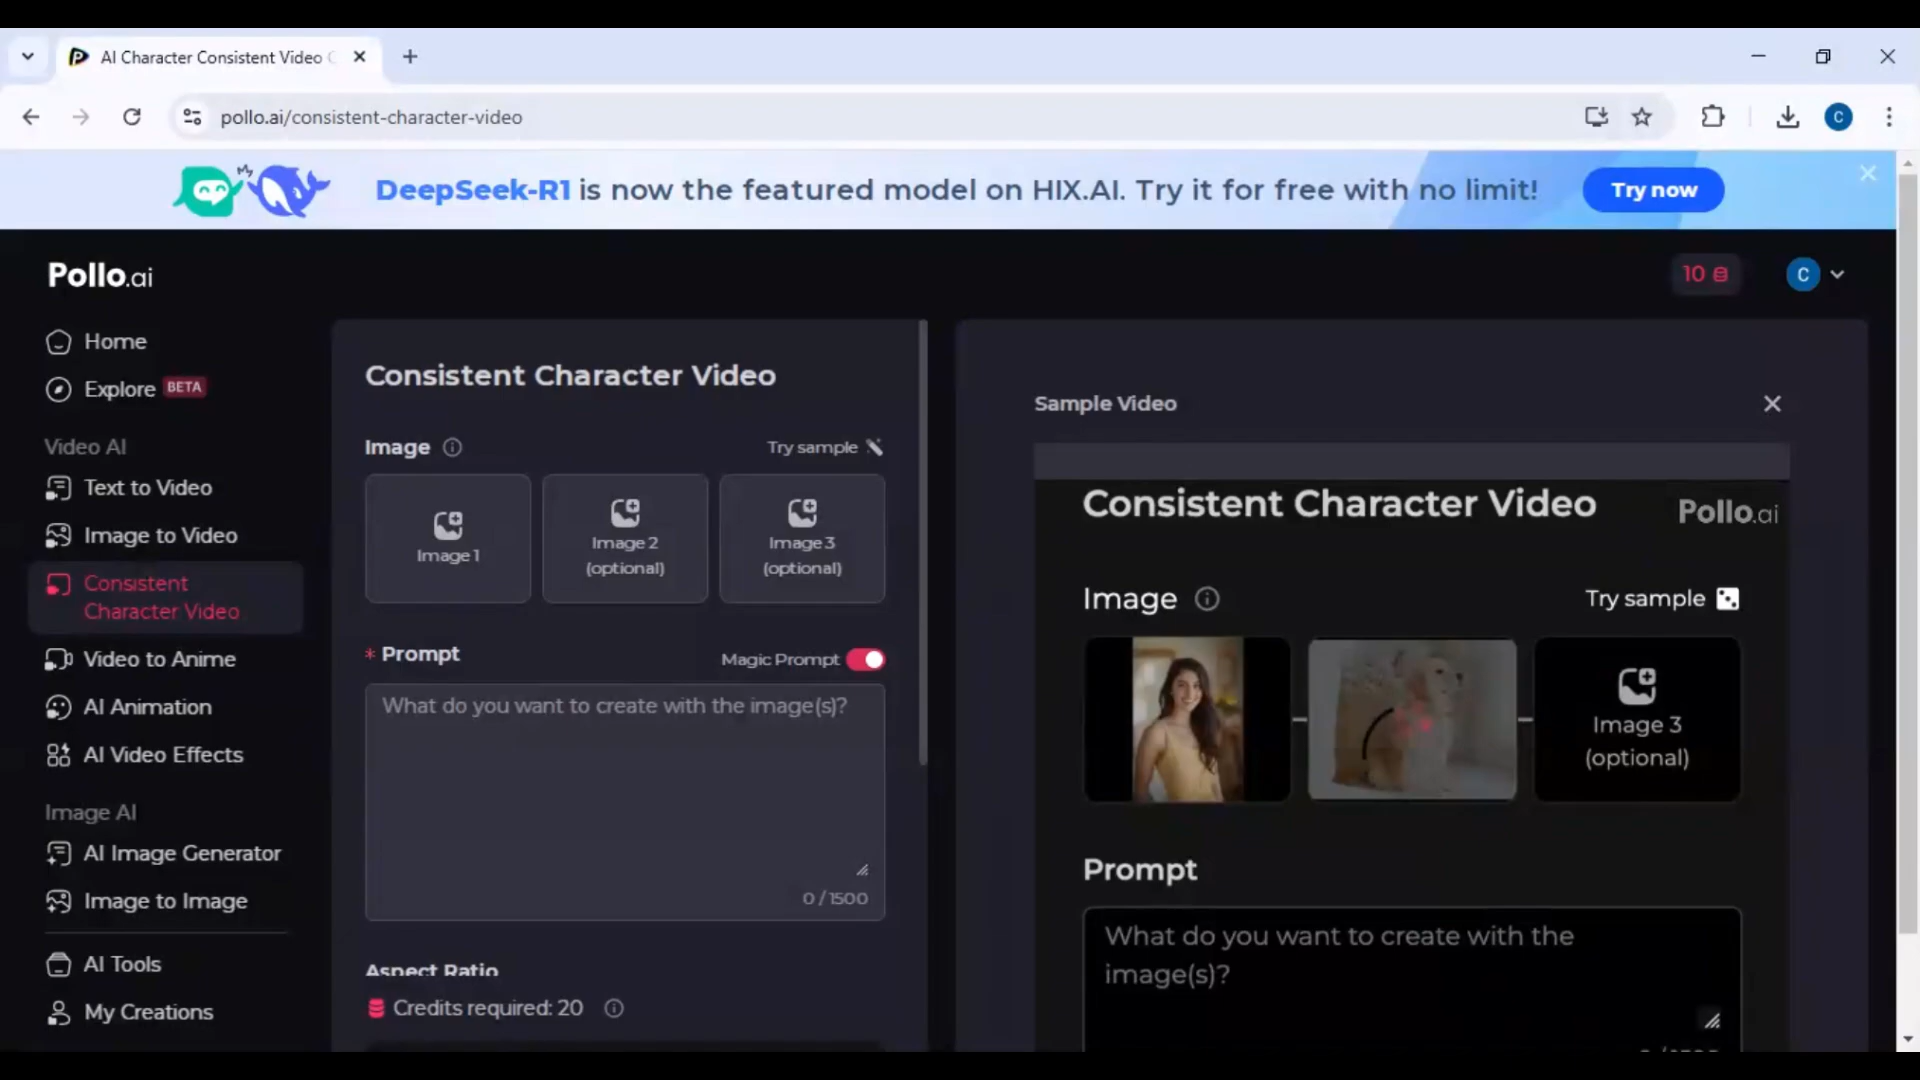 AI Character Consistent Video
pollo.ai/consistent-character-video
C
DeepSeek-R1 is now the featured model on HIX.AI. Try it for free with no limit!
Try now
Pollo.ai
10
C
Home
Explore BETA
Video AI
Text to Video
Image to Video
Consistent
Character Video
Video to Anime
AI Animation
AI Video Effects
Image AI
AI Image Generator
Image to Image
AI Tools
My Creations
Consistent Character Video
Image
Try sample
Image 1
Image 2
(optional)
Image 3
(optional)
* Prompt
Magic Prompt
What do you want to create with the image(s)?
0 / 1500
Aspect Ratio
Credits required: 20
Sample Video
Consistent Character Video
Pollo.ai
Image
Try sample
Image 3
(optional)
Prompt
What do you want to create with the
image(s)?